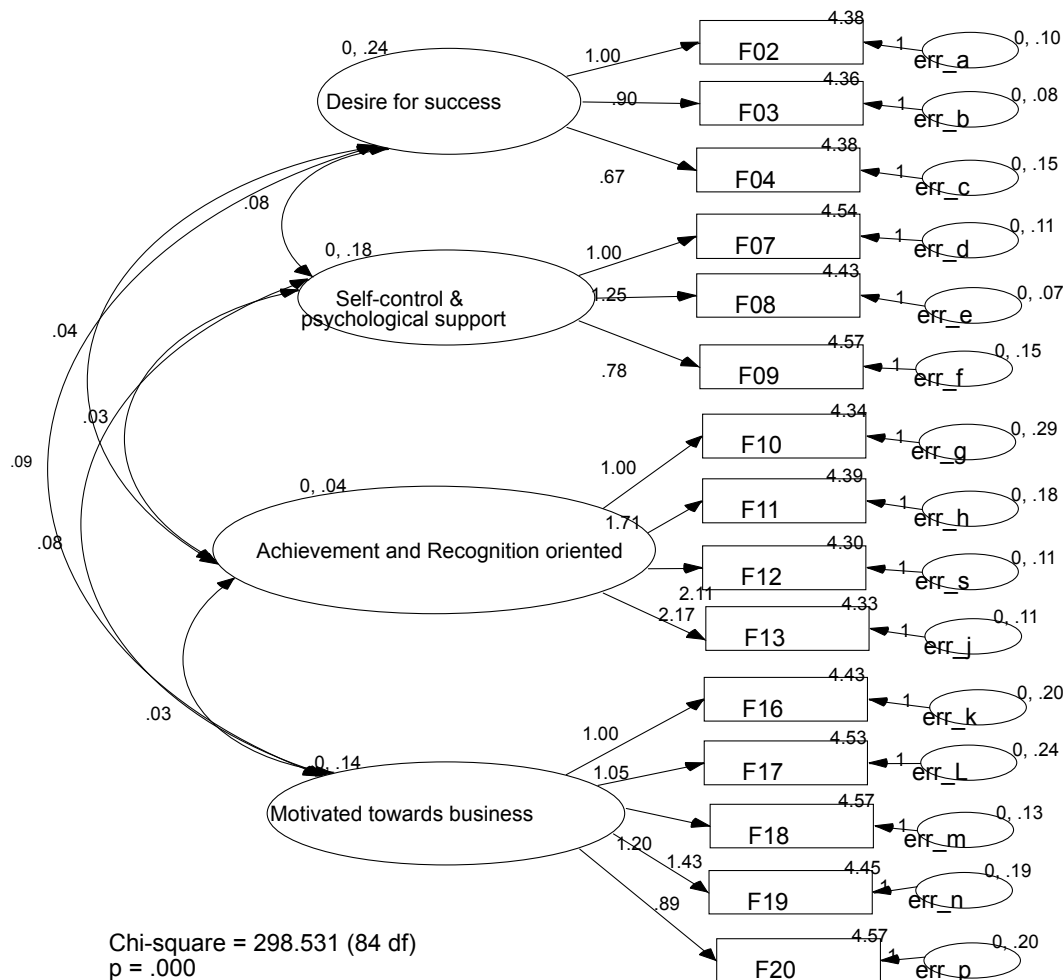 0, .24
Desire for success
1.00
.90
.67
4.38
F02
1
err_a
0, .10
4.36
F03
1
err_b
0, .08
4.38
F04
1
err_c
0, .15
.08
0, .18
Self-control &
psychological support
1.00
1.25
.78
4.54
F07
1
err_d
0, .11
4.43
F08
1
err_e
0, .07
4.57
F09
1
err_f
0, .15
.04
.03
.09
.08
0, .04
Achievement and Recognition oriented
1.00
1.71
2.11
2.17
4.34
F10
1
err_g
0, .29
4.39
F11
1
err_h
0, .18
4.30
F12
1
err_s
0, .11
4.33
F13
1
err_j
0, .11
.03
0, .14
Motivated towards business
1.00
1.05
1.20
1.43
.89
4.43
F16
1
err_k
0, .20
4.53
F17
1
err_L
0, .24
4.57
F18
1
err_m
0, .13
4.45
F19
1
err_n
0, .19
4.57
F20
1
err_p
0, .20
Chi-square = 298.531 (84 df)
p = .000